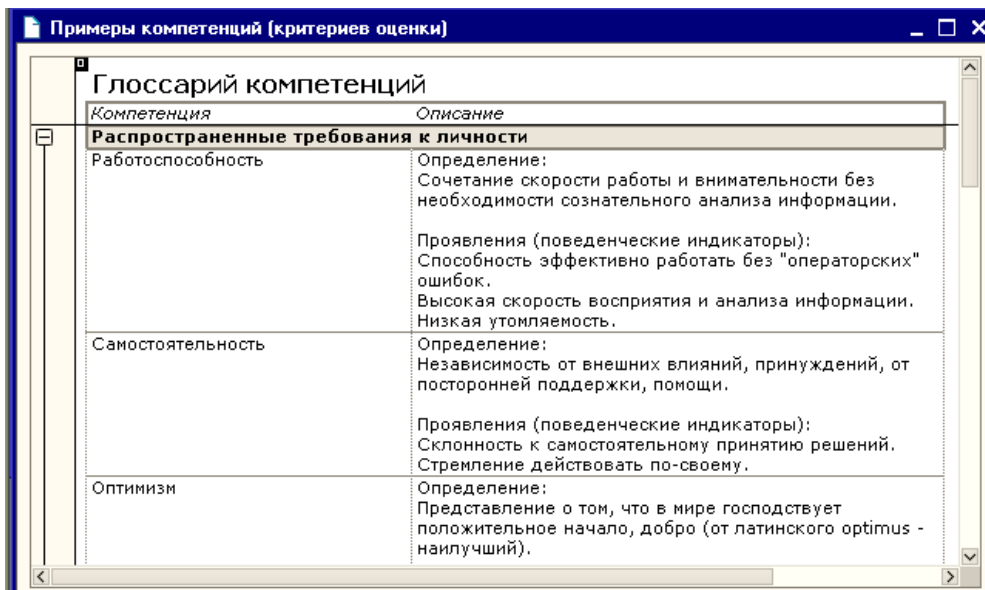 Примеры компетенций (критериев оценки)
Глоссарий компетенций
Компетенция Описание
Распространенные требования к личности
Работоспособность Определение:
Сочетание скорости работы и внимательности без
необходимости сознательного анализа информации.
Проявления (поведенческие индикаторы):
Способность эффективно работать без "операторских"
ошибок.
Высокая скорость восприятия и анализа информации.
Низкая утомляемость.
Самостоятельность Определение:
Независимость от внешних влияний, принуждений, от
посторонней поддержки, помощи.
Проявления (поведенческие индикаторы):
Склонность к самостоятельному принятию решений.
Стремление действовать по-своему.
Оптимизм Определение:
Представление о том, что в мире господствует
положительное начало, добро (от латинского optimus -
наилучший).